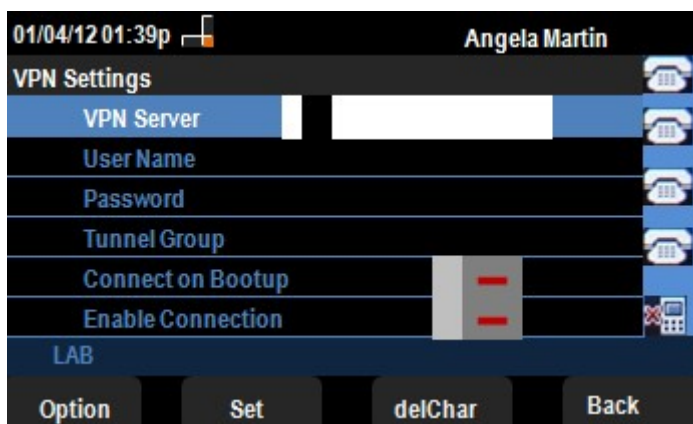 01/04/12 01:39p Angela Martin
VPN Settings
VPN Server
User Name
Password
Tunnel Group
Connect on Bootup
Enable Connection
LAB
Option Set delChar Back